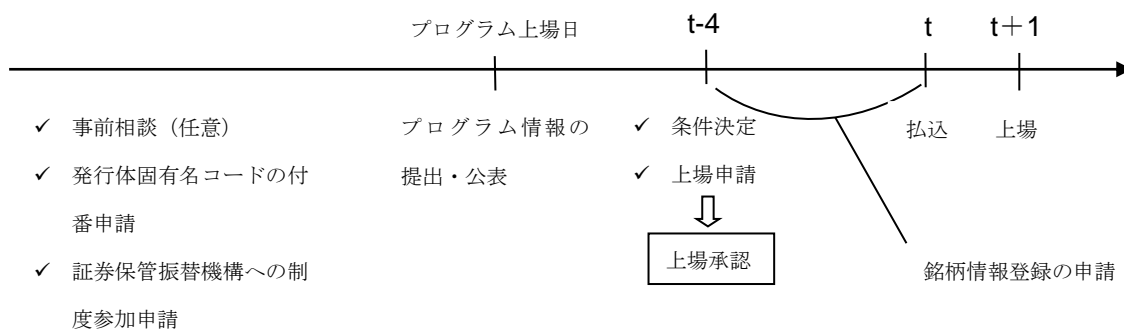 プログラム上場日
t-4
t
t＋1
✓ 事前相談（任意）
✓ 発行体固有名コードの付
番申請
✓ 証券保管振替機構への制
度参加申請
プログラム情報の
提出・公表
✓ 条件決定
✓ 上場申請
上場承認
払込
上場
銘柄情報登録の申請